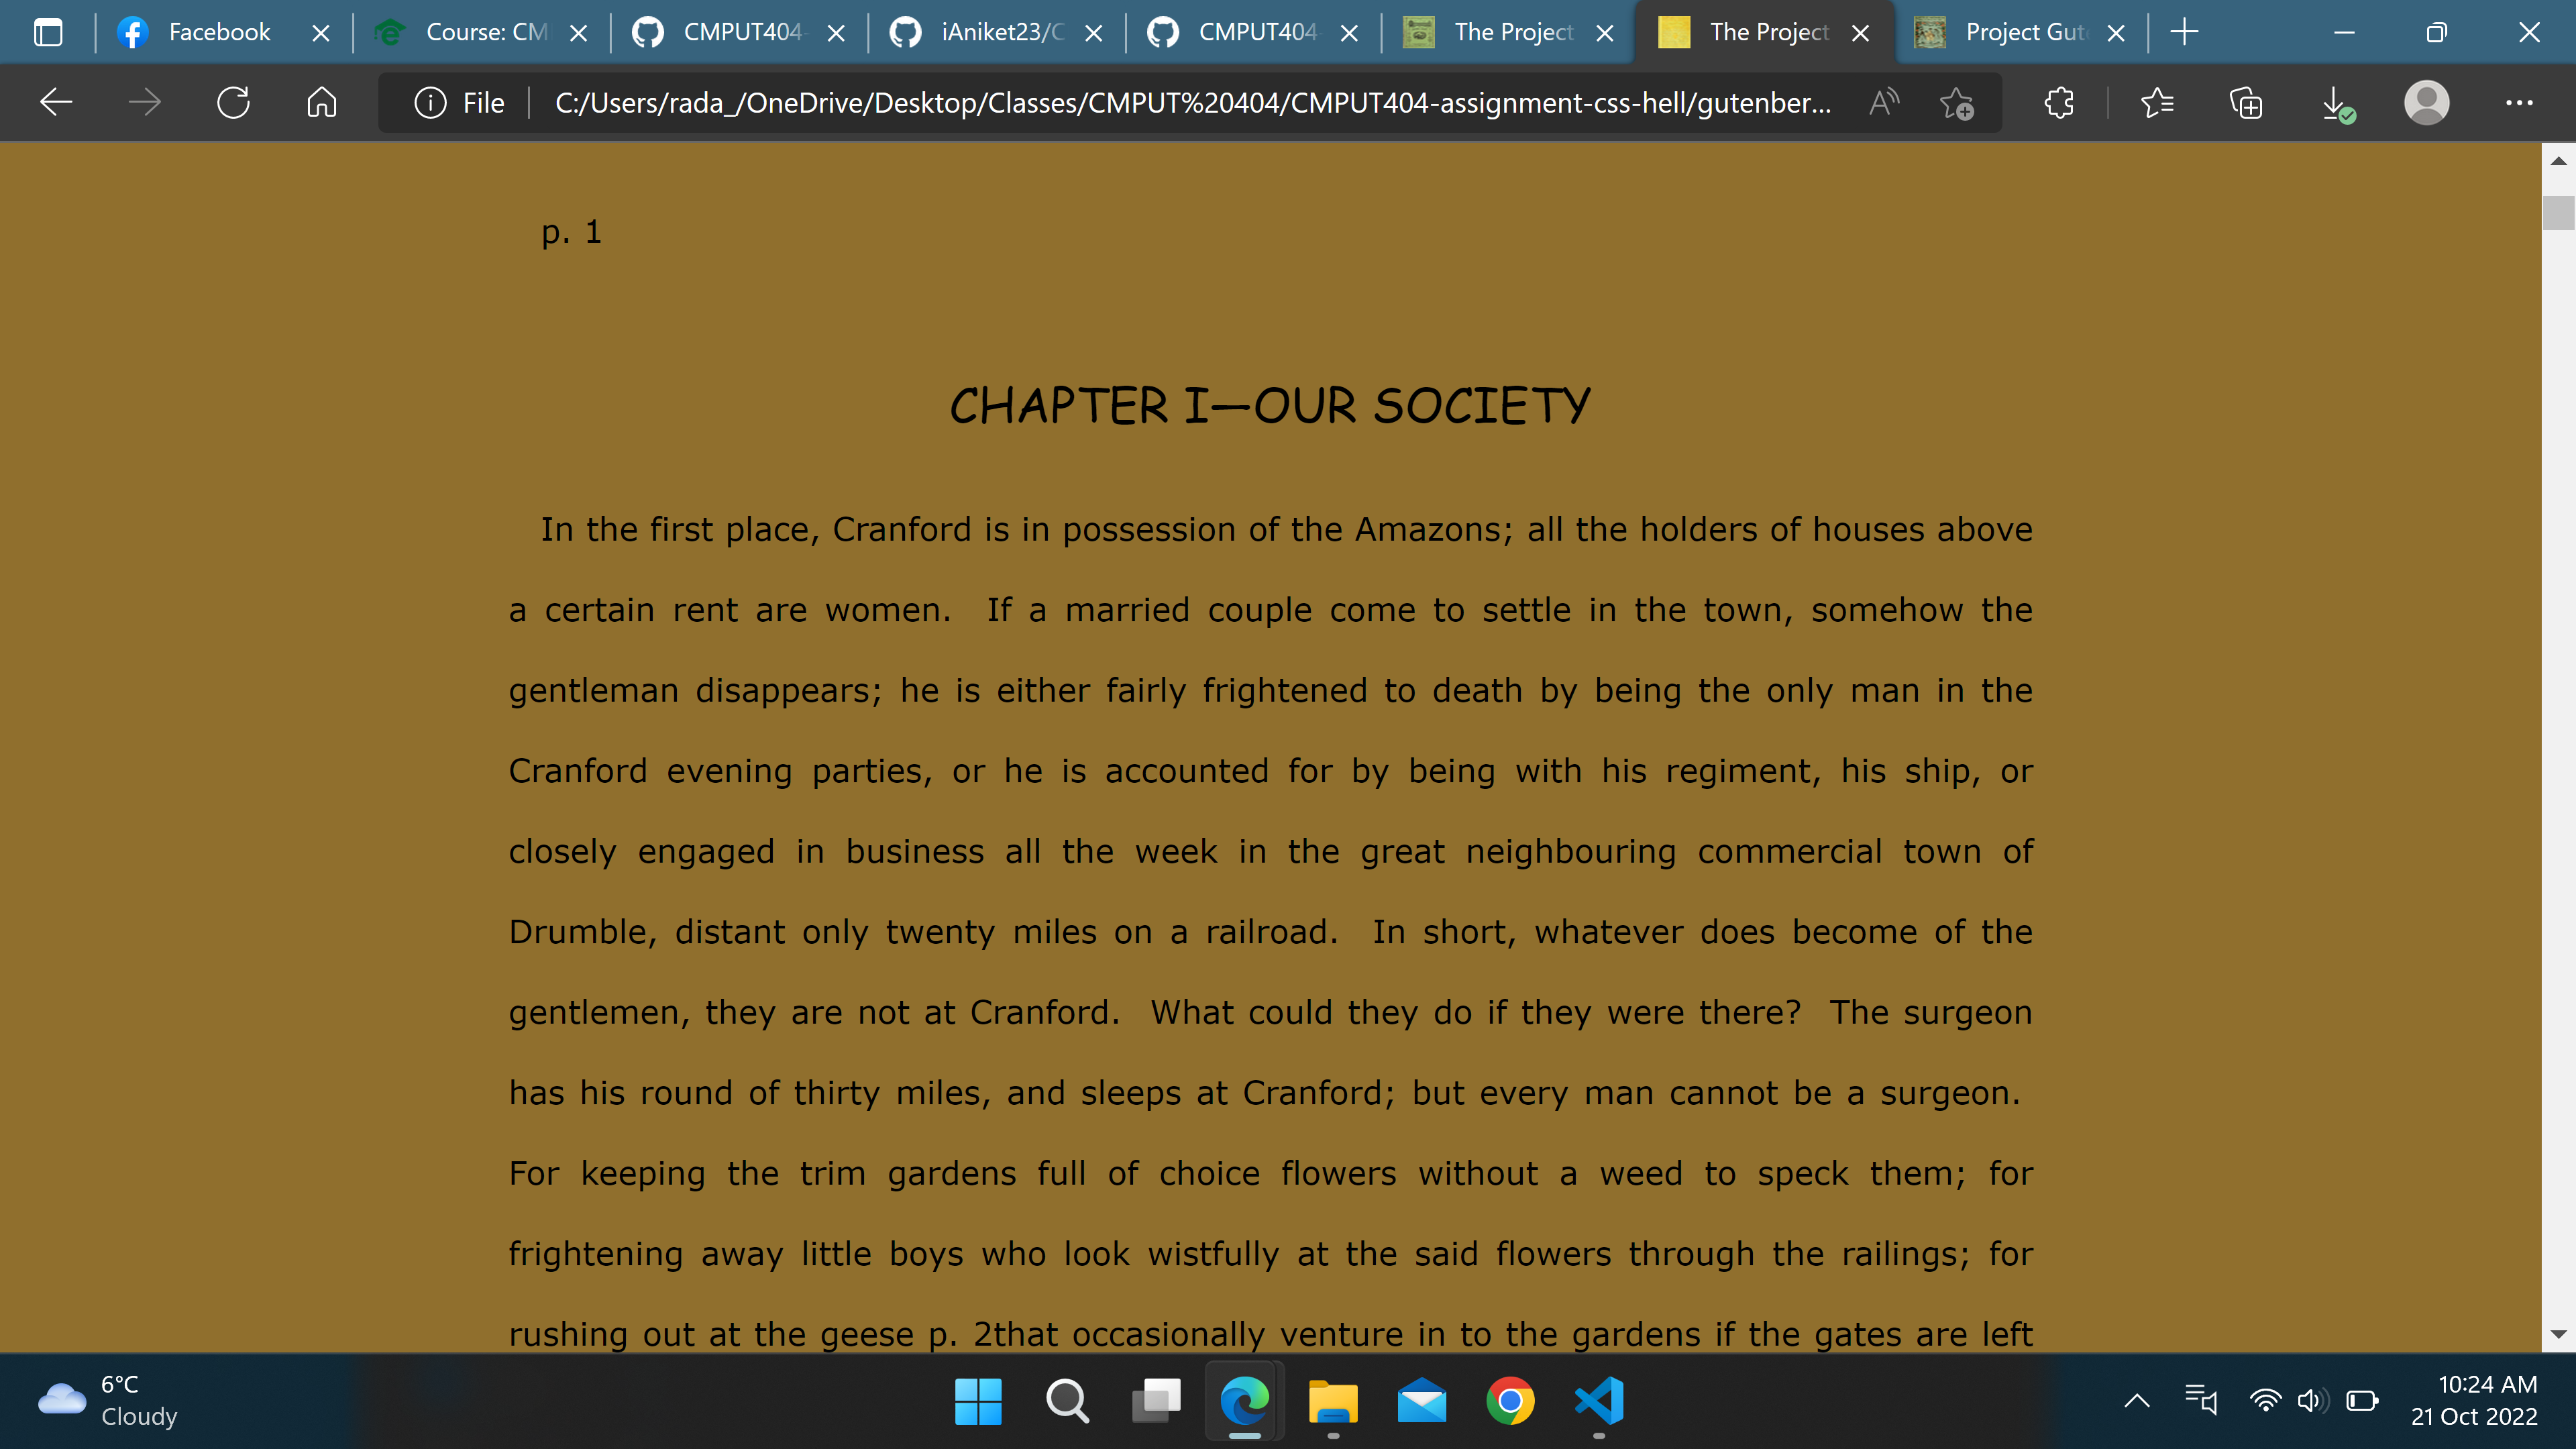 Facebook
Course: CM
CMPUT404-
iAniket23/C
CMPUT404-
The Project
The Project
Project Gut
File
C:/Users/rada_/OneDrive/Desktop/Classes/CMPUT%20404/CMPUT404-assignment-css-hell/gutenber...
p. 1
CHAPTER I—OUR SOCIETY
In the first place, Cranford is in possession of the Amazons; all the holders of houses above
a certain rent are women. If a married couple come to settle in the town, somehow the
gentleman disappears; he is either fairly frightened to death by being the only man in the
Cranford evening parties, or he is accounted for by being with his regiment, his ship, or
closely engaged in business all the week in the great neighbouring commercial town of
Drumble, distant only twenty miles on a railroad. In short, whatever does become of the
gentlemen, they are not at Cranford. What could they do if they were there? The surgeon
has his round of thirty miles, and sleeps at Cranford; but every man cannot be a surgeon.
For keeping the trim gardens full of choice flowers without a weed to speck them; for
frightening away little boys who look wistfully at the said flowers through the railings; for
rushing out at the geese p. 2that occasionally venture in to the gardens if the gates are left
6°C
Cloudy
10:24 AM
21 Oct 2022